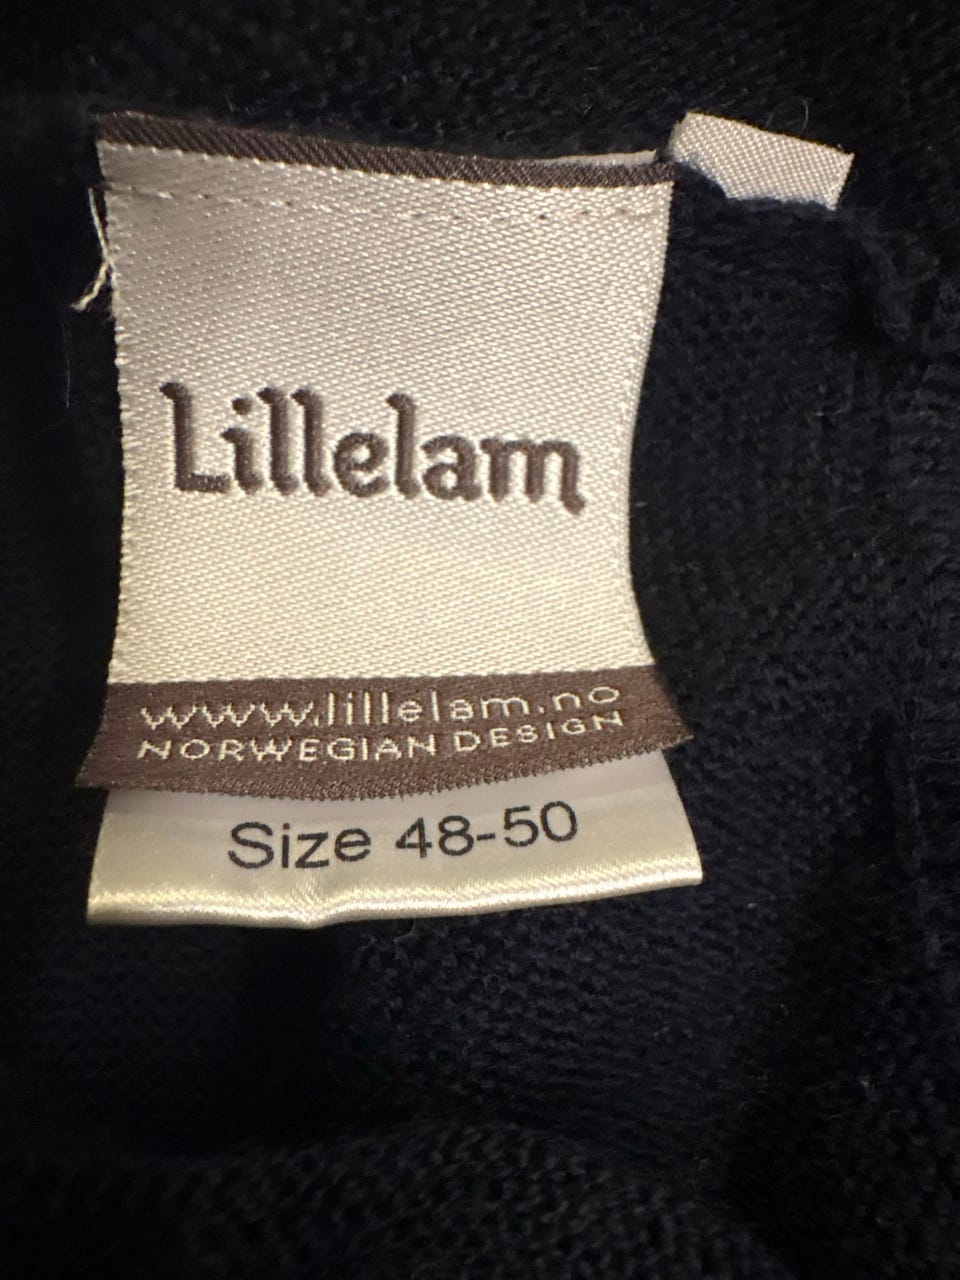 Lillelam
www.lillelam.no
NORWEGIAN DESIGN
Size 48-50